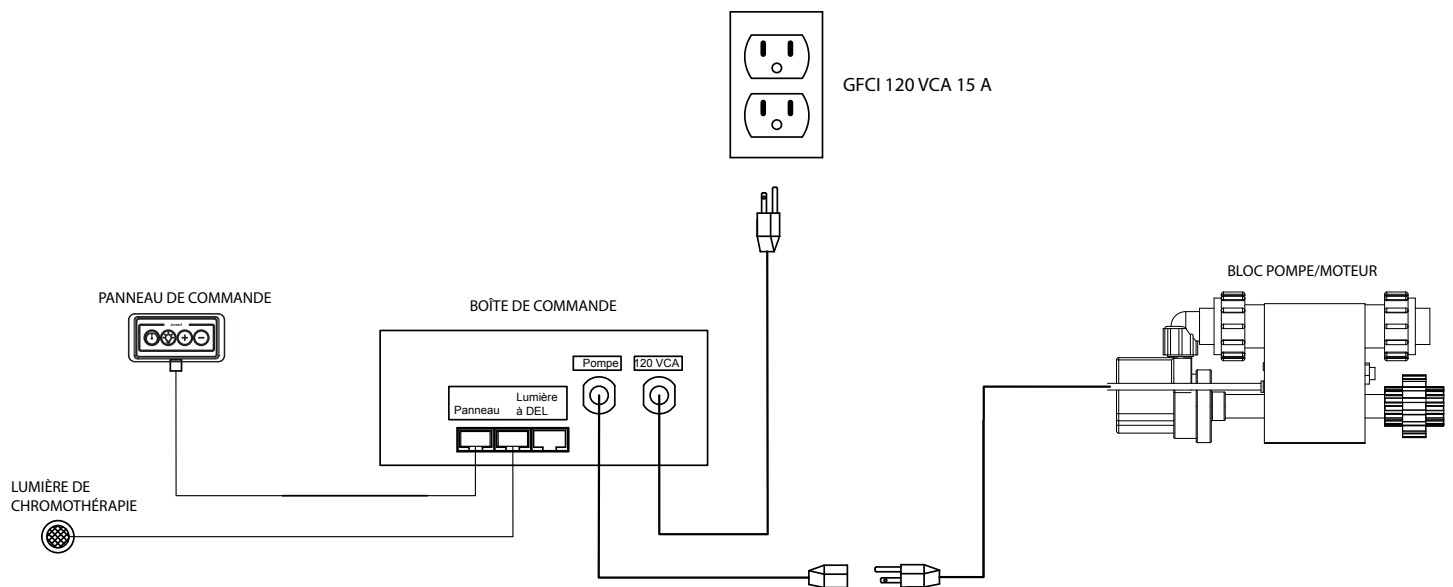 GFCI 120 VCA 15 A
BLOC POMPE/MOTEUR
PANNEAU DE COMMANDE
BOÎTE DE COMMANDE
Pompe
120 VCA
Lumière
Panneau à DEL
LUMIÈRE DE
CHROMOTHÉRAPIE